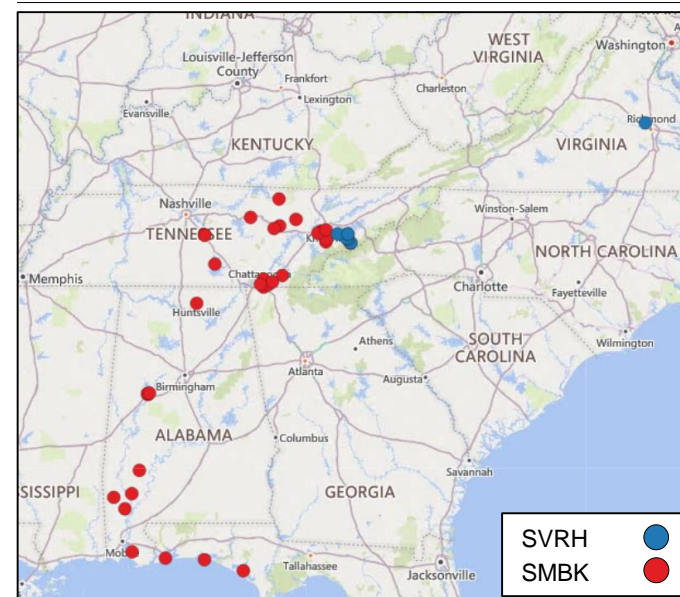 INDIANA
WEST
VIRGINIA
Washington
Louisville-Jefferson
County
Frankfort
Lexington
Charleston
Evansville
Richmond
KENTUCKY
VIRGINIA
Nashville
Winston-Salem
TENNESSEE
NORTH CAROLINA
Memphis
Chattanooga
Charlotte
Fayetteville
Huntsville
SOUTH
CAROLINA
Wilmington
Athens
Atlanta
Birmingham
Augusta
ALABAMA
Columbus
Savannah
SISSIPPI
GEORGIA
Mob
Tallahassee
Jacksonville
SVRH
SMBK